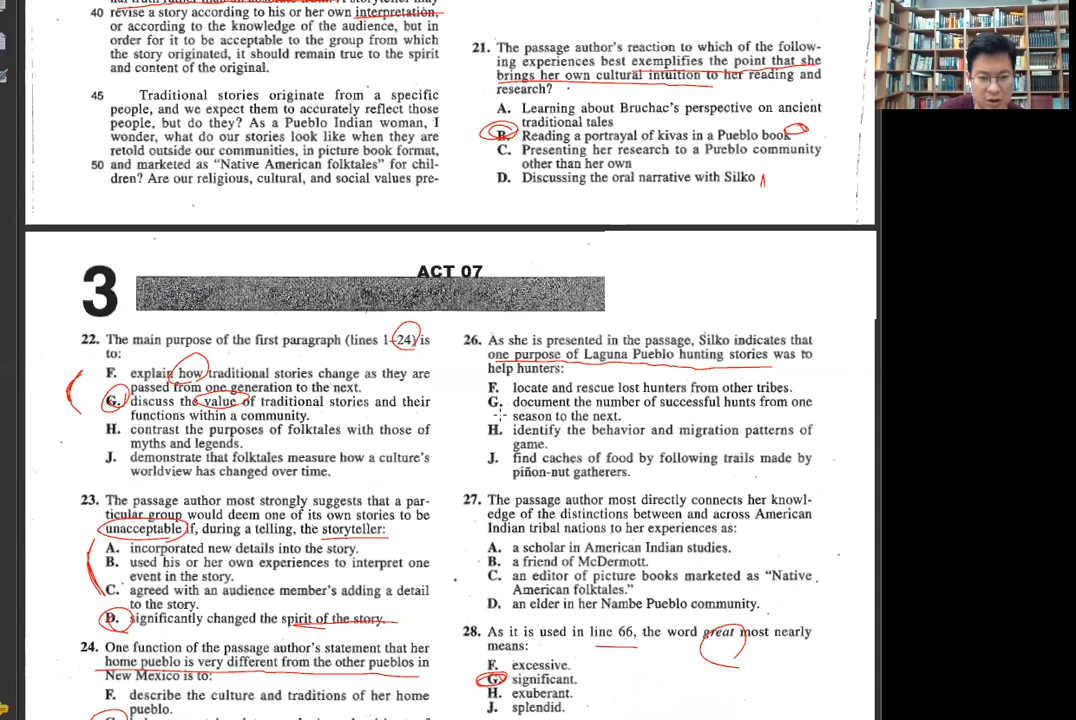 nal truth rather than an absolute truth. A storyteller may
40 revise a story according to his or her own interpretation,
or according to the knowledge of the audience, but in
order for it to be acceptable to the group from which
the story originated, it should remain true to the spirit
and content of the original.
45 Traditional stories originate from a specific
people, and we expect them to accurately reflect those
people, but do they? As a Pueblo Indian woman, I
wonder, what do our stories look like when they are
retold outside our communities, in picture book format,
50 and marketed as “Native American folktales” for chil-
dren? Are our religious, cultural, and social values pre-
21. The passage author's reaction to which of the follow-
ing experiences best exemplifies the point that she
brings her own cultural intuition to her reading and
research?
A. Learning about Bruchac's perspective on ancient
traditional tales
B. Reading a portrayal of kivas in a Pueblo book
C. Presenting her research to a Pueblo community
other than her own
D. Discussing the oral narrative with Silko
3
ACT 07
22. The main purpose of the first paragraph (lines 1–24) is
to:
F. explain how traditional stories change as they are
passed from one generation to the next.
G. discuss the value of traditional stories and their
functions within a community.
H. contrast the purposes of folktales with those of
myths and legends.
J. demonstrate that folktales measure how a culture's
worldview has changed over time.
23. The passage author most strongly suggests that a par-
ticular group would deem one of its own stories to be
unacceptable if, during a telling, the storyteller:
A. incorporated new details into the story.
B. used his or her own experiences to interpret one
event in the story.
C. agreed with an audience member's adding a detail
to the story.
D. significantly changed the spirit of the story.
24. One function of the passage author's statement that her
home pueblo is very different from the other pueblos in
New Mexico is to:
F. describe the culture and traditions of her home
pueblo.
26. As she is presented in the passage, Silko indicates that
one purpose of Laguna Pueblo hunting stories was to
help hunters:
F. locate and rescue lost hunters from other tribes.
G. document the number of successful hunts from one
season to the next.
H. identify the behavior and migration patterns of
game.
J. find caches of food by following trails made by
piñon-nut gatherers.
27. The passage author most directly connects her knowl-
edge of the distinctions between and across American
Indian tribal nations to her experiences as:
A. a scholar in American Indian studies.
B. a friend of McDermott.
C. an editor of picture books marketed as “Native
American folktales.”
D. an elder in her Nambe Pueblo community.
28. As it is used in line 66, the word great most nearly
means:
F. excessive.
G. significant.
H. exuberant.
J. splendid.